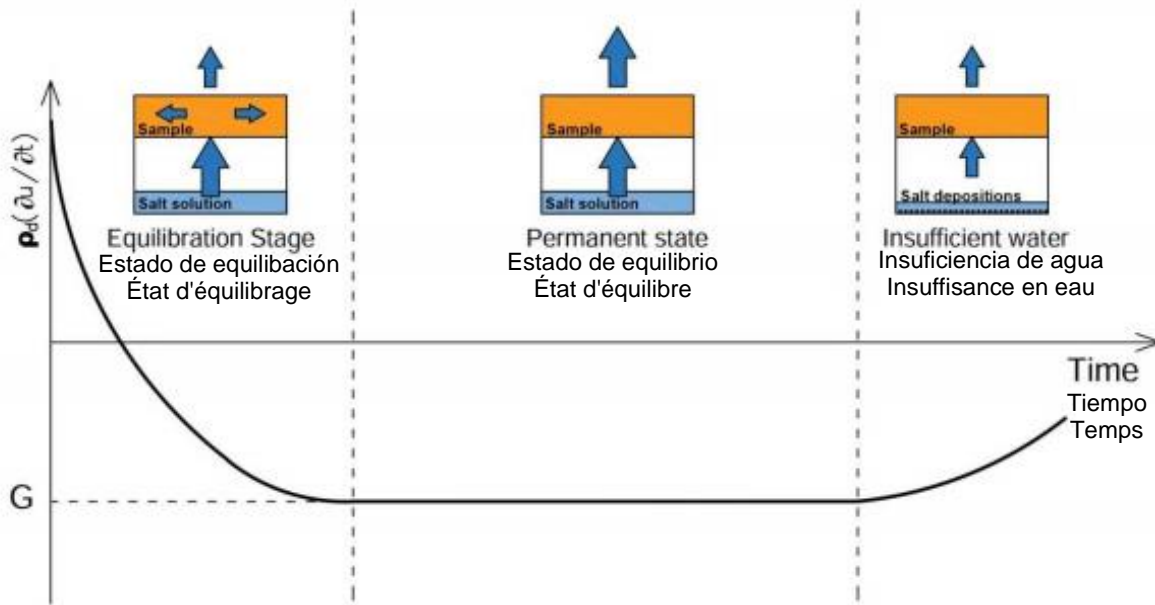 ρd(∂u/∂t)
Sample
Salt solution
Equilibration Stage
Estado de equilibación
État d'équilibrage
Sample
Salt solution
Permanent state
Estado de equilibrio
État d'équilibre
Sample
Salt depositions
Insufficient water
Insuficiencia de agua
Insuffisance en eau
Time
Tiempo
Temps
G